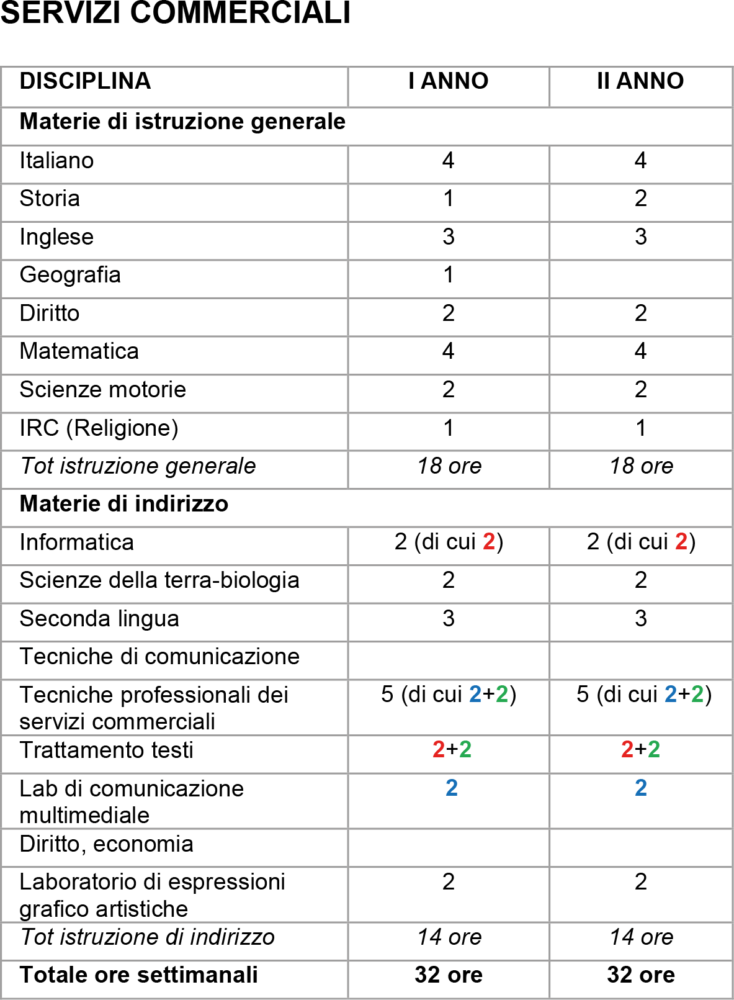 SERVIZI COMMERCIALI
DISCIPLINA I ANNO II ANNO
Materie di istruzione generale
Italiano 4 4
Storia 1 2
Inglese 3 3
Geografia 1
Diritto 2 2
Matematica 4 4
Scienze motorie 2 2
IRC (Religione) 1 1
Tot istruzione generale 18 ore 18 ore
Materie di indirizzo
Informatica 2 (di cui 2) 2 (di cui 2)
Scienze della terra-biologia 2 2
Seconda lingua 3 3
Tecniche di comunicazione
Tecniche professionali dei 5 (di cui 2+2) 5 (di cui 2+2)
servizi commerciali
Trattamento testi 2+2 2+2
Lab di comunicazione 2 2
multimediale
Diritto, economia
Laboratorio di espressioni 2 2
grafico artistiche
Tot istruzione di indirizzo 14 ore 14 ore
Totale ore settimanali 32 ore 32 ore